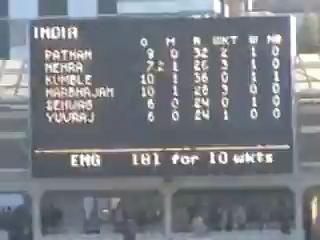 INDIA
O M R WKT W NB
PATHAN 9 0 32 2 1 0
NEHRA 7.2 1 26 3 1 0
KUMBLE 10 1 36 0 1 1
HARBHAJAN 10 1 26 3 0 0
SEHWAG 6 0 24 0 1 0
YUVRAJ 6 0 24 1 0 0
ENG 181 for 10 wkts